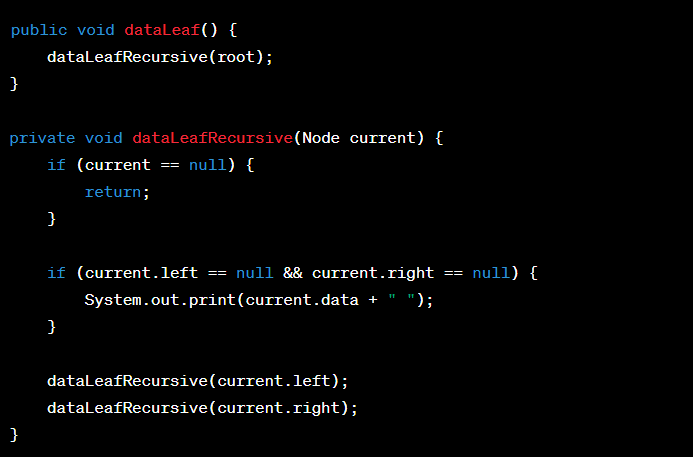 public void dataLeaf() {
    dataLeafRecursive(root);
}

private void dataLeafRecursive(Node current) {
    if (current == null) {
        return;
    }

    if (current.left == null && current.right == null) {
        System.out.print(current.data + " ");
    }

    dataLeafRecursive(current.left);
    dataLeafRecursive(current.right);
}